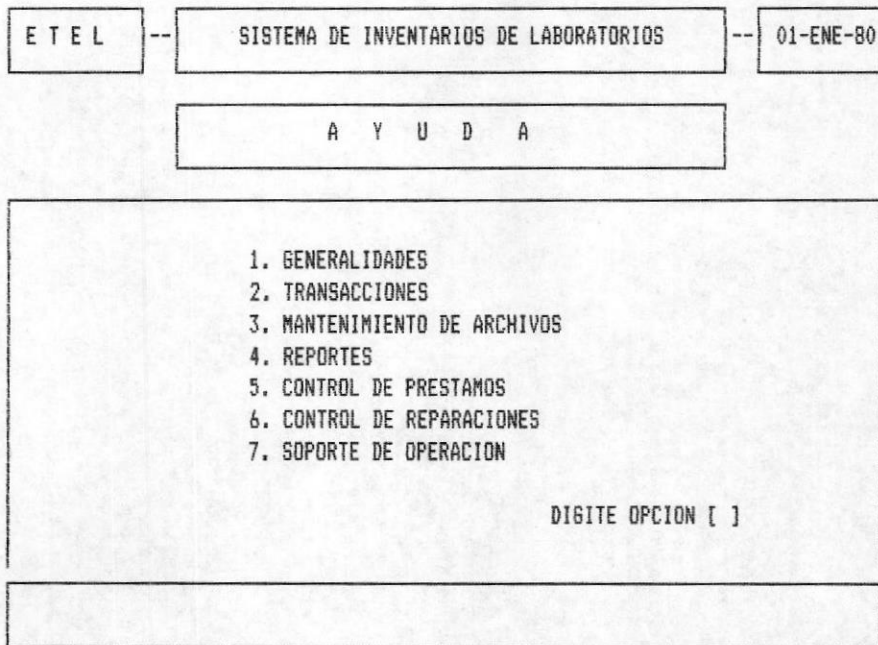 E T E L -- SISTEMA DE INVENTARIOS DE LABORATORIOS -- 01-ENE-80
A Y U D A
1. GENERALIDADES
2. TRANSACCIONES
3. MANTENIMIENTO DE ARCHIVOS
4. REPORTES
5. CONTROL DE PRESTAMOS
6. CONTROL DE REPARACIONES
7. SOPORTE DE OPERACION
DIGITE OPCION [ ]